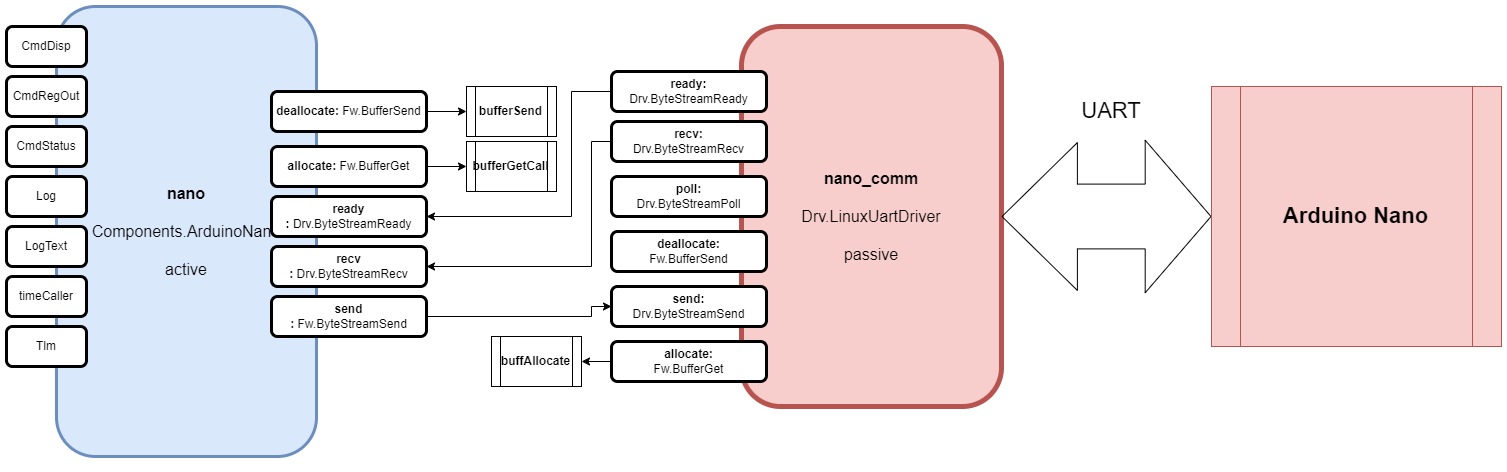 CmdDisp
CmdRegOut
CmdStatus
Log
LogText
timeCaller
Tlm
nano
Components.ArduinoNan
active
deallocate: Fw.BufferSend
allocate: Fw.BufferGet
ready
: Drv.ByteStreamReady
recv
: Drv.ByteStreamRecv
send
: Fw.ByteStreamSend
bufferSend
bufferGetCall
buffAllocate
ready:
Drv.ByteStreamReady
recv:
Drv.ByteStreamRecv
poll:
Drv.ByteStreamPoll
deallocate:
Fw.BufferSend
send:
Drv.ByteStreamSend
allocate:
Fw.BufferGet
nano_comm
Drv.LinuxUartDriver
passive
UART
Arduino Nano